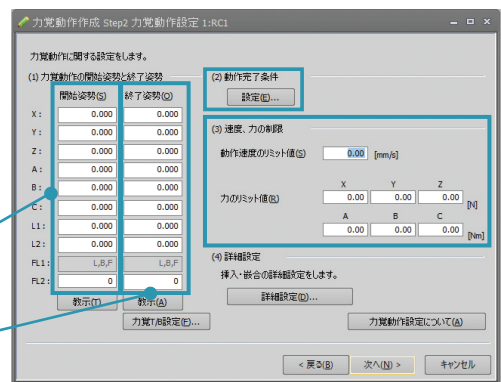 力覚動作作成 Step2 力覚動作設定 1:RC1
力覚動作に関する設定をします。
(1) 力覚動作の開始姿勢と終了姿勢
開始姿勢(S) 終了姿勢(O)
X : 0.000 0.000
Y : 0.000 0.000
Z : 0.000 0.000
A : 0.000 0.000
B : 0.000 0.000
C : 0.000 0.000
L1 : 0.000 0.000
L2 : 0.000 0.000
FL1 : L,B,F L,B,F
FL2 : 0 0
教示(T) 教示(A)
力覚T/B設定(F)...
(2) 動作完了条件
設定(E)...
(3) 速度、力の制限
動作速度のリミット値(S) 0.00 [mm/s]
X Y Z
力のリミット値(R) 0.00 0.00 0.00 [N]
A B C
0.00 0.00 0.00 [Nm]
(4) 詳細設定
挿入・嵌合の詳細設定をします。
詳細設定(D)...
力覚動作設定について(A)
< 戻る(B) 次へ(N) > キャンセル